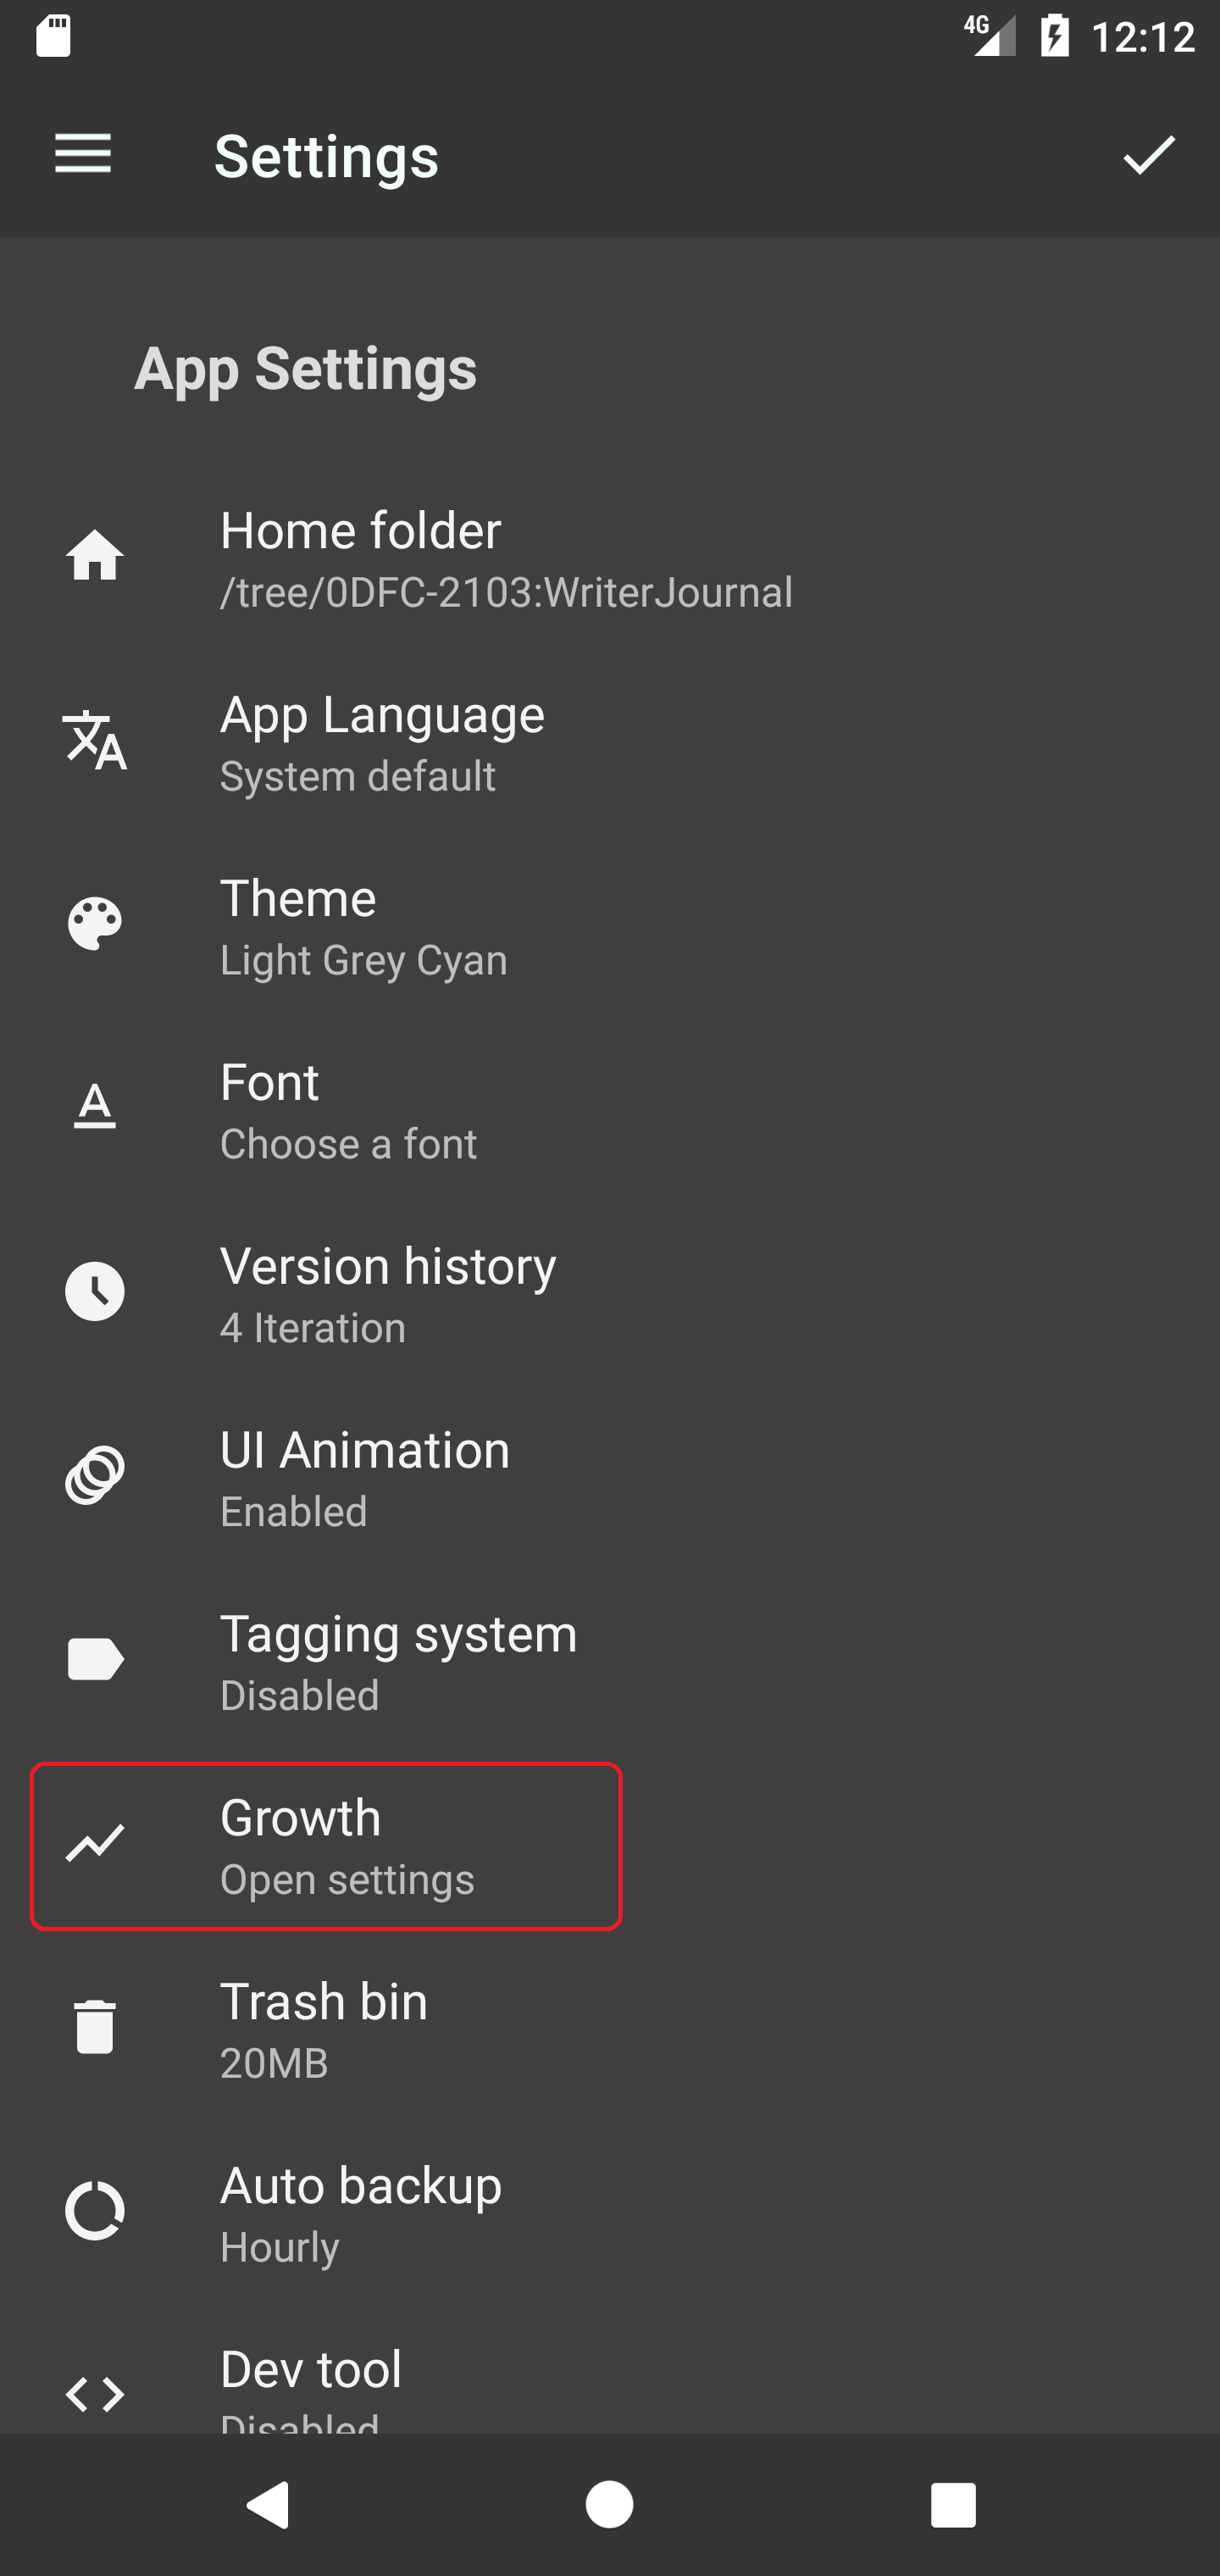 4G 12:12
Settings
App Settings
Home folder
/tree/0DFC-2103:WriterJournal
App Language
System default
Theme
Light Grey Cyan
Font
Choose a font
Version history
4 Iteration
UI Animation
Enabled
Tagging system
Disabled
Growth
Open settings
Trash bin
20MB
Auto backup
Hourly
Dev tool
Disabled